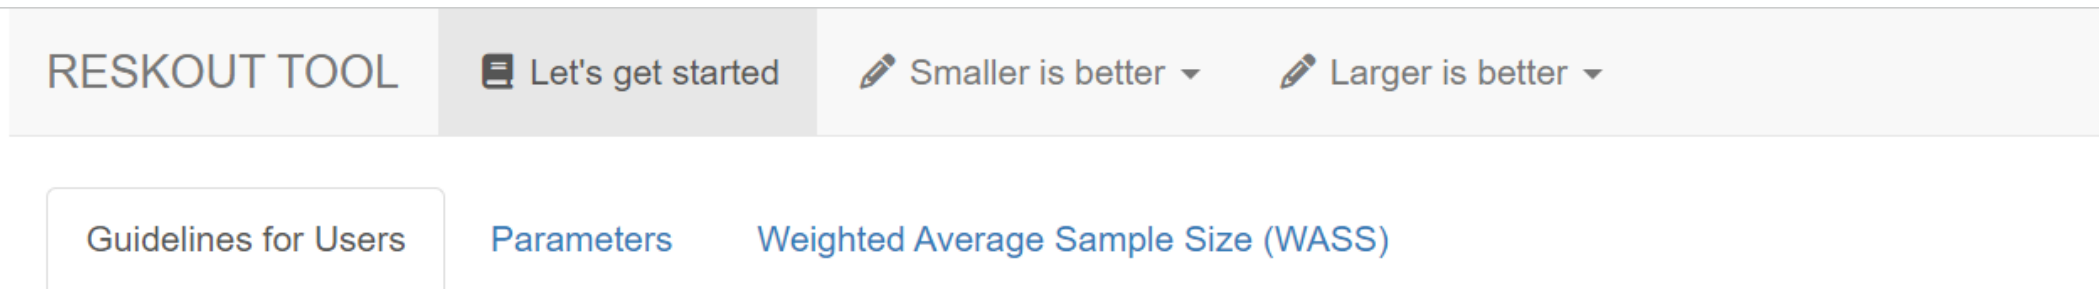 RESKOUT TOOL Let's get started Smaller is better Larger is better
Guidelines for Users Parameters Weighted Average Sample Size (WASS)